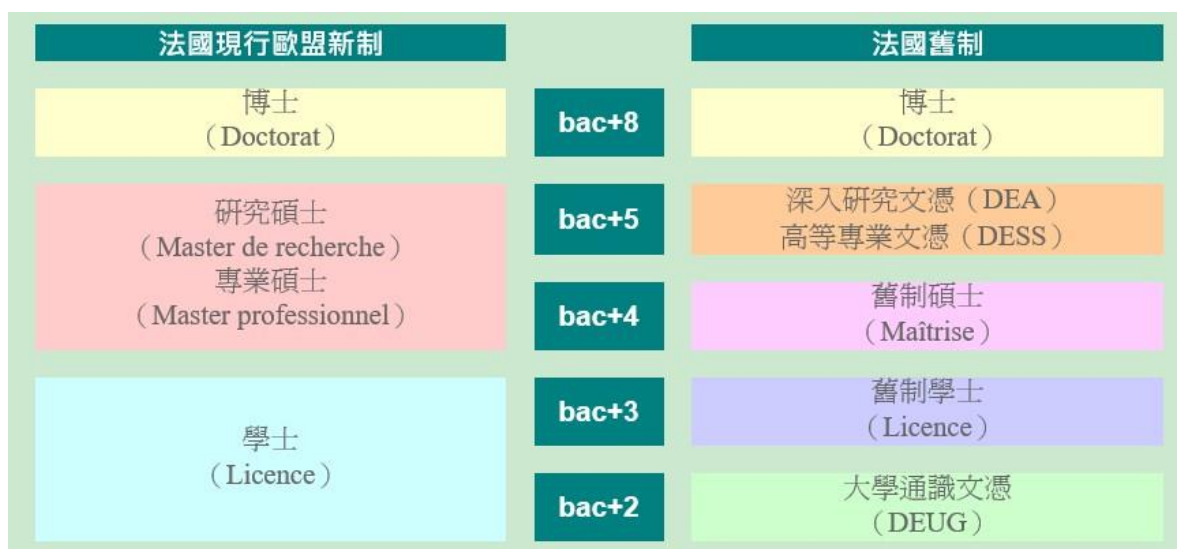 法國現行歐盟新制
法國舊制
博士
（Doctorat）
bac+8
博士
（Doctorat）
研究碩士
（Master de recherche）
專業碩士
（Master professionnel）
bac+5
深入研究文憑（DEA）
高等專業文憑（DESS）
bac+4
舊制碩士
（Maîtrise）
學士
（Licence）
bac+3
舊制學士
（Licence）
bac+2
大學通識文憑
（DEUG）